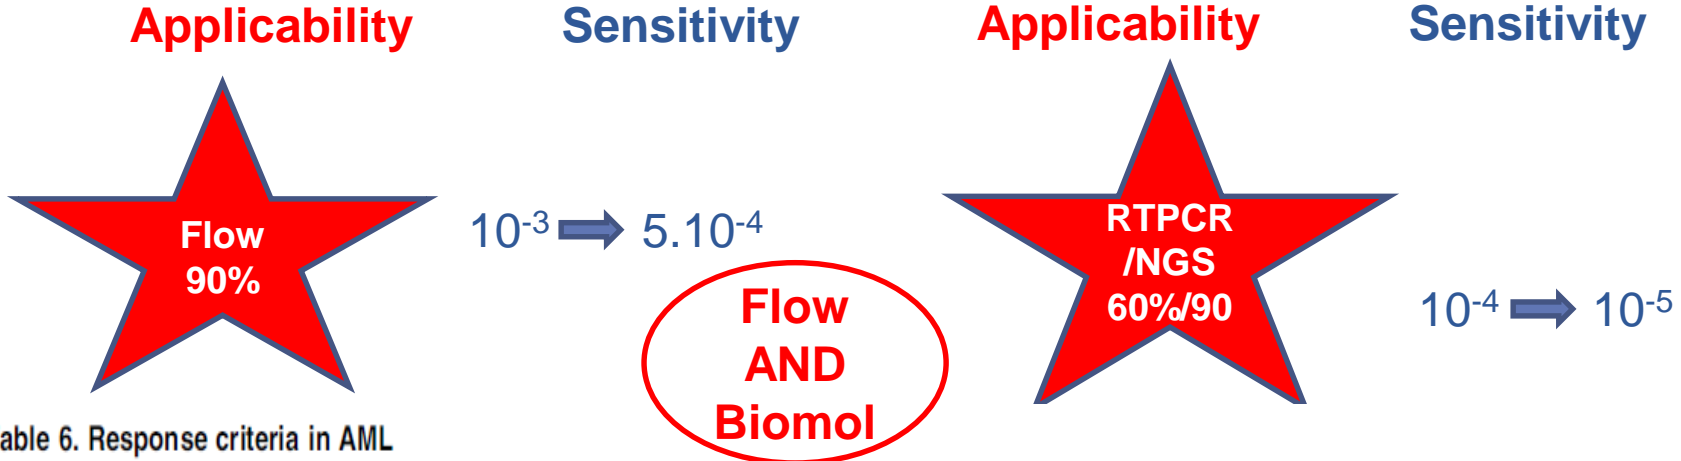 Applicability
Sensitivity
Applicability
Sensitivity
Flow
90%
10⁻³ 5.10⁻⁴
RTPCR
/NGS
60%/90
10⁻⁴ 10⁻⁵
Flow
AND
Biomol
able 6. Response criteria in AML